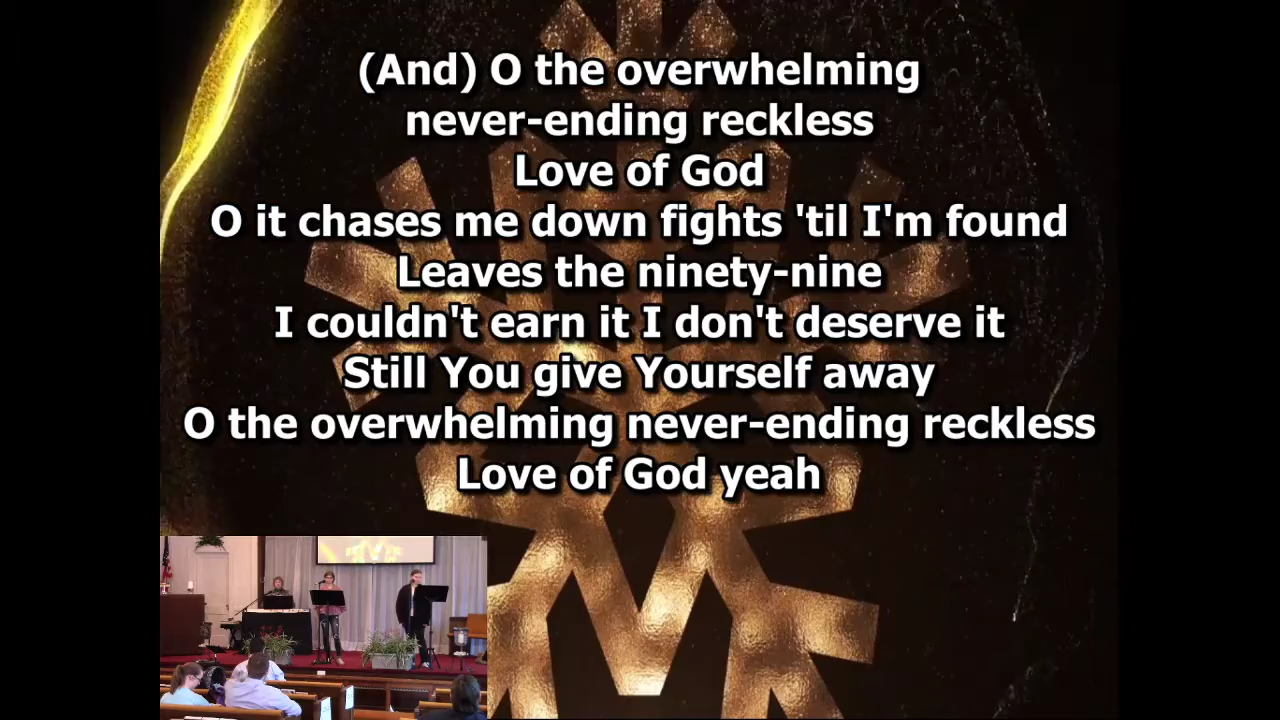 (And) O the overwhelming
never-ending reckless
Love of God
O it chases me down fights 'til I'm found
Leaves the ninety-nine
I couldn't earn it I don't deserve it
Still You give Yourself away
O the overwhelming never-ending reckless
Love of God yeah